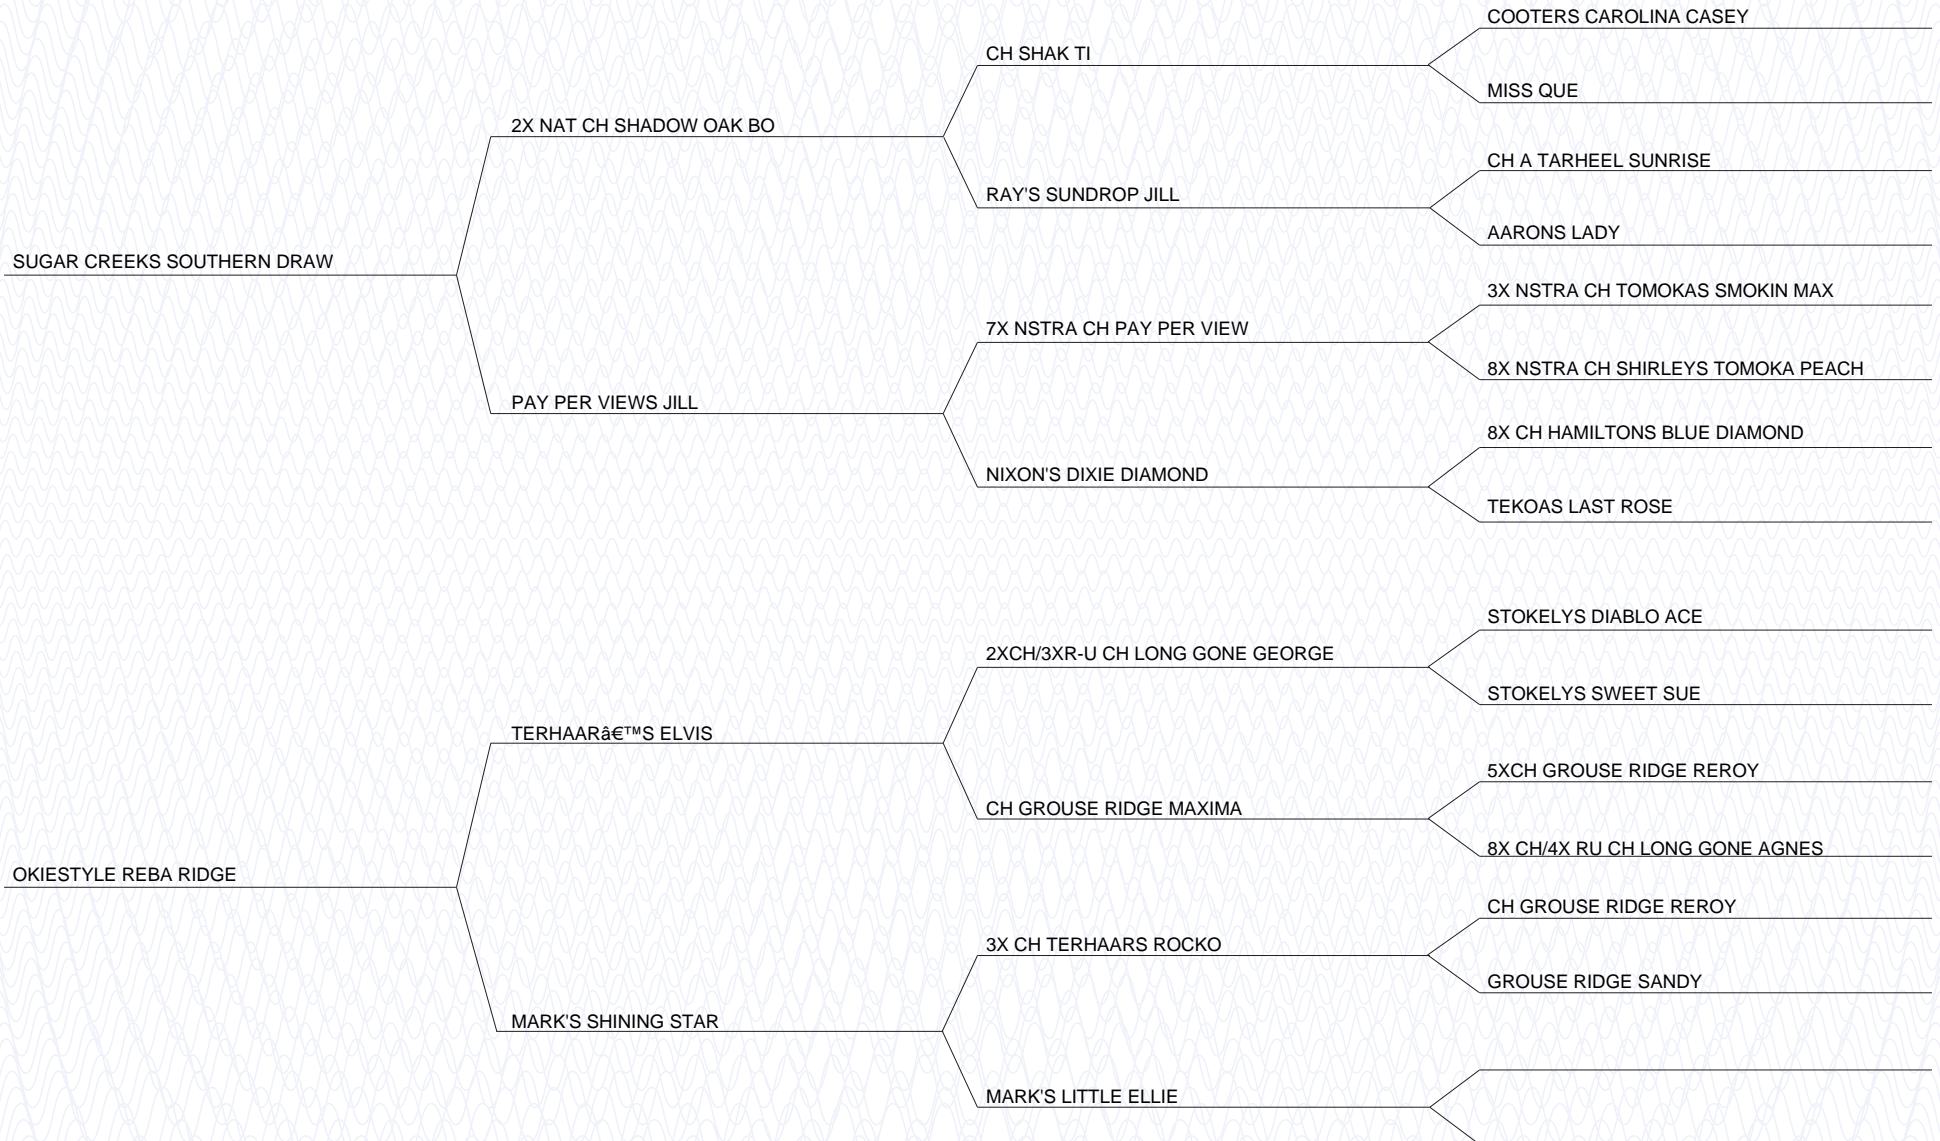 COOTERS CAROLINA CASEY
CH SHAK TI
MISS QUE
2X NAT CH SHADOW OAK BO
CH A TARHEEL SUNRISE
RAY'S SUNDROP JILL
AARONS LADY
SUGAR CREEKS SOUTHERN DRAW
3X NSTRA CH TOMOKAS SMOKIN MAX
7X NSTRA CH PAY PER VIEW
8X NSTRA CH SHIRLEYS TOMOKA PEACH
PAY PER VIEWS JILL
8X CH HAMILTONS BLUE DIAMOND
NIXON'S DIXIE DIAMOND
TEKOAS LAST ROSE
STOKELYS DIABLO ACE
2XCH/3XR-U CH LONG GONE GEORGE
STOKELYS SWEET SUE
TERHAARâ€™S ELVIS
5XCH GROUSE RIDGE REROY
CH GROUSE RIDGE MAXIMA
8X CH/4X RU CH LONG GONE AGNES
OKIESTYLE REBA RIDGE
CH GROUSE RIDGE REROY
3X CH TERHAARS ROCKO
GROUSE RIDGE SANDY
MARK'S SHINING STAR
MARK'S LITTLE ELLIE